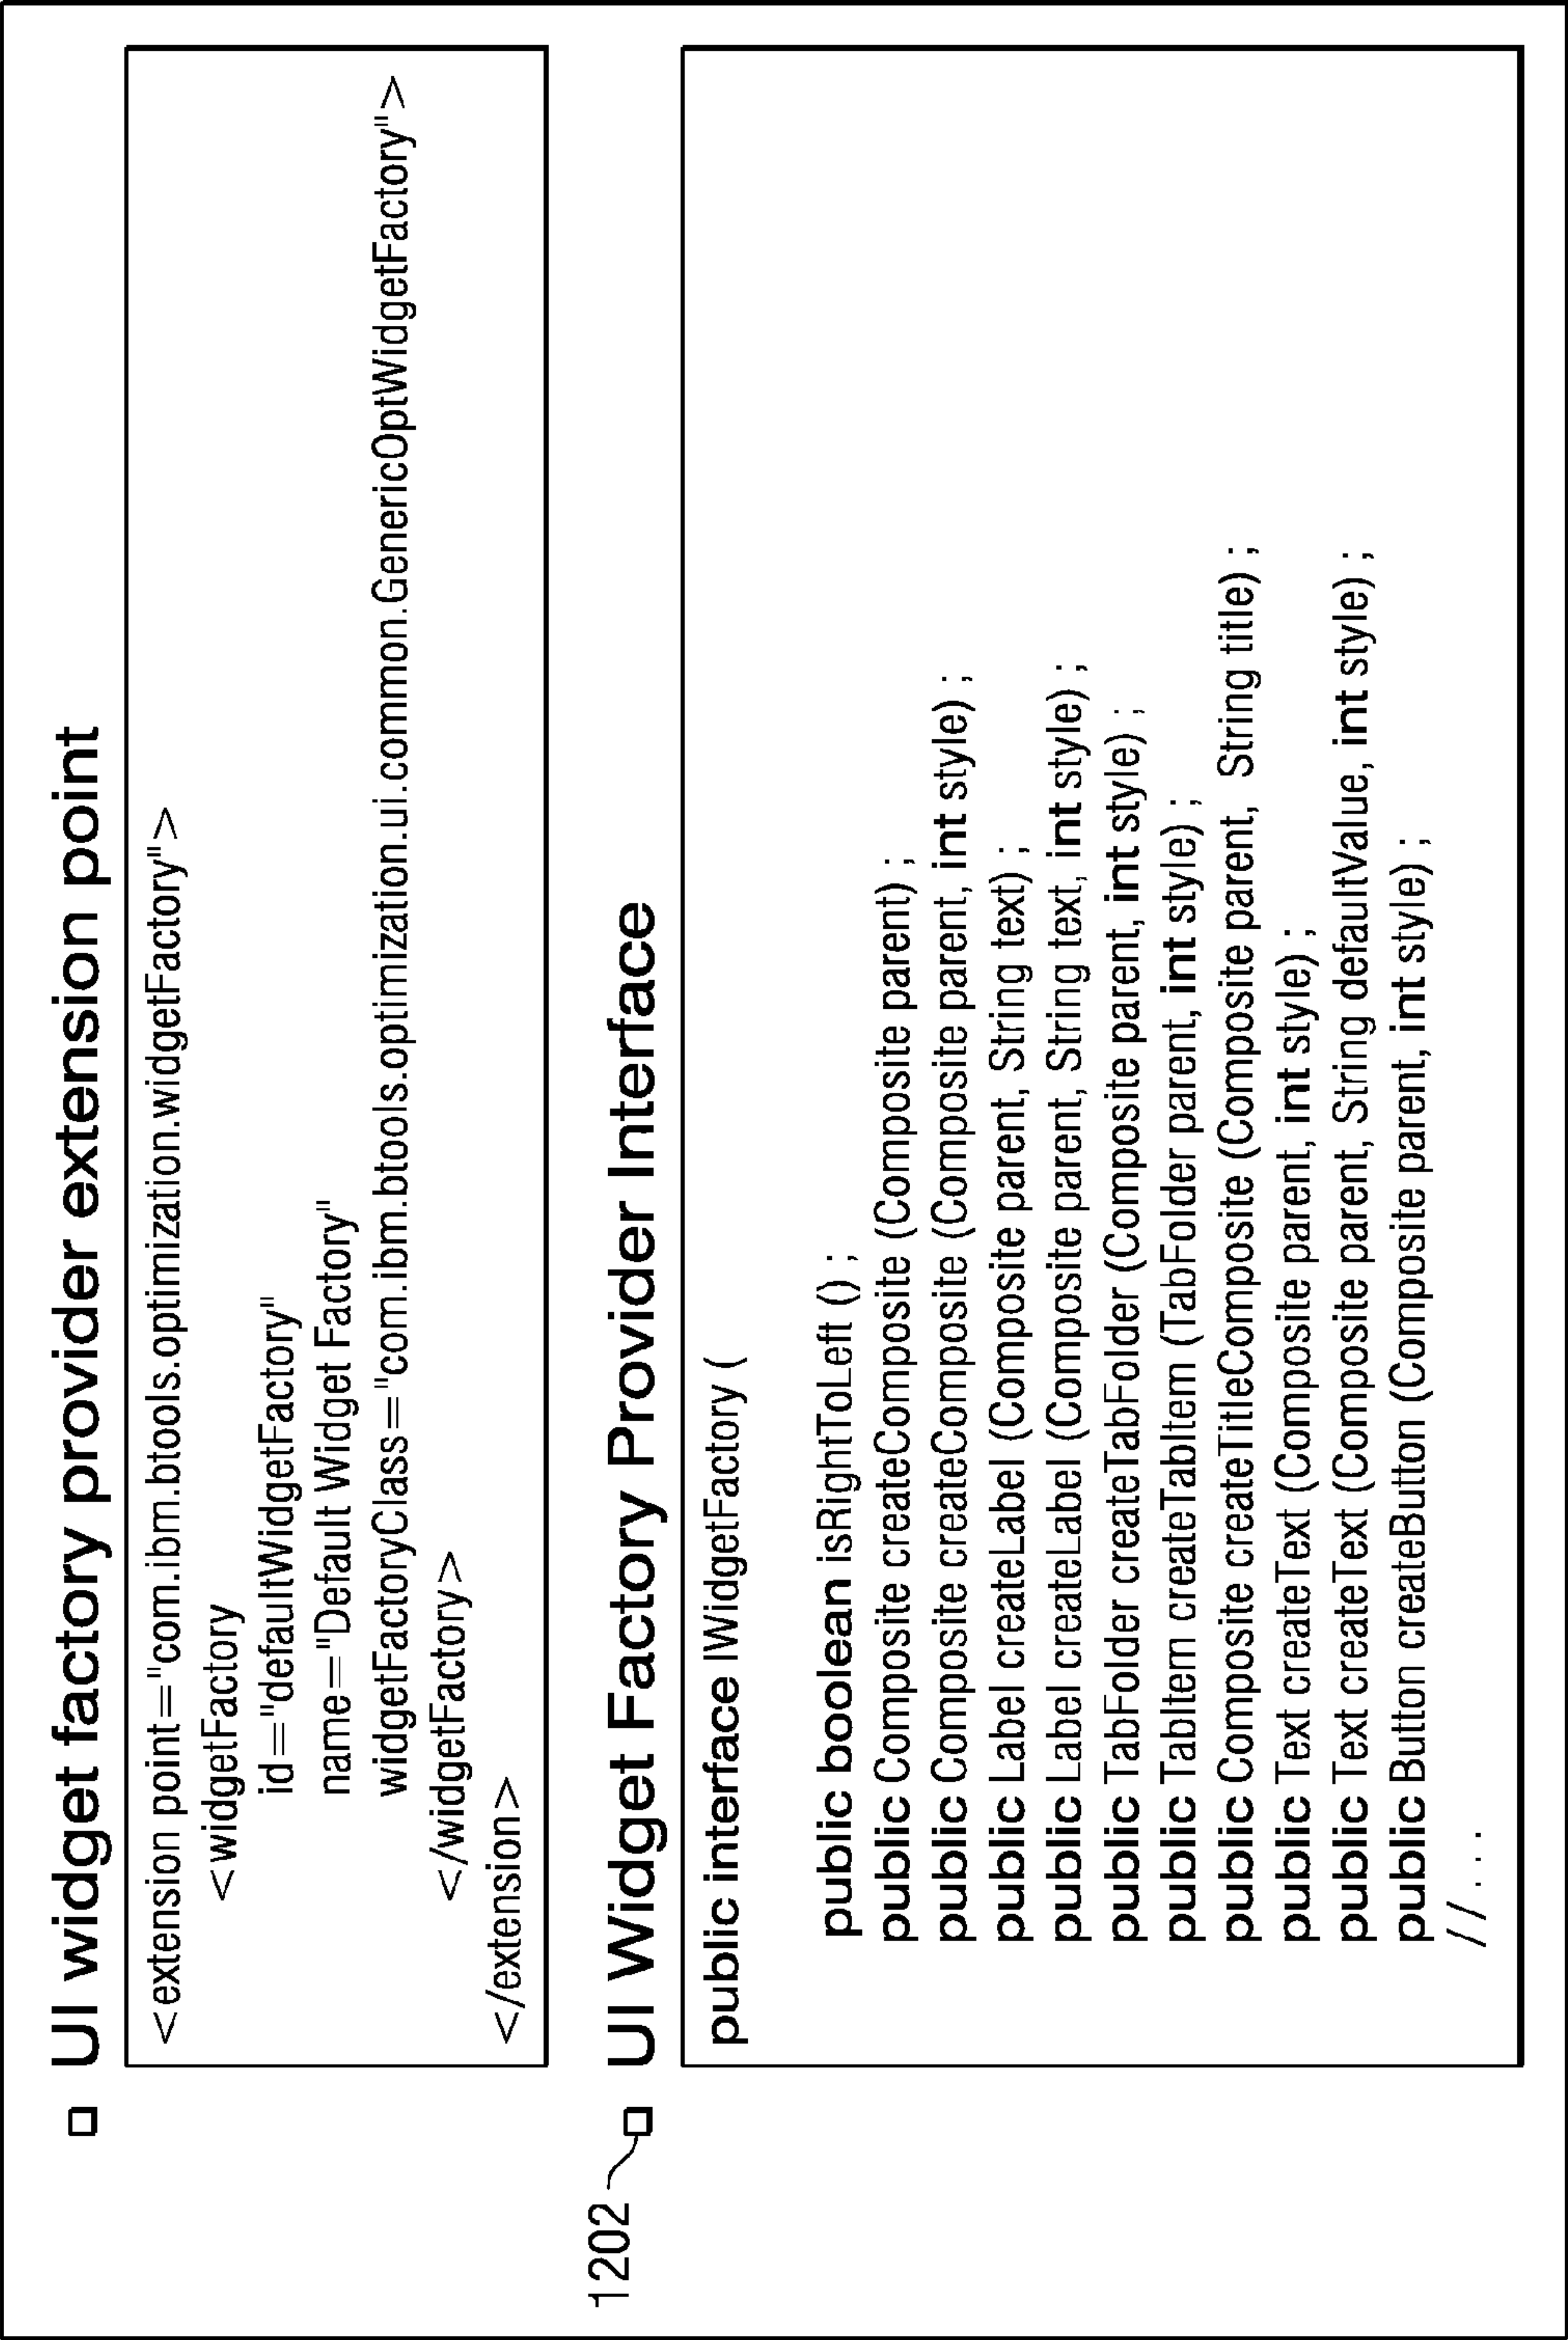 UI widget factory provider extension point
<extension point="com.ibm.btools.optimization.widgetFactory">
<widgetFactory
id="defaultWidgetFactory"
name="Default Widget Factory"
widgetFactoryClass="com.ibm.btools.optimization.ui.common.GenericOptWidgetFactory">
</widgetFactory>
</extension>
1202
UI Widget Factory Provider Interface
public interface IWidgetFactory (
public boolean isRightToLeft () ;
public Composite createComposite (Composite parent) ;
public Composite createComposite (Composite parent, int style) ;
public Label createLabel (Composite parent, String text) ;
public Label createLabel (Composite parent, String text, int style) ;
public TabFolder createTabFolder (Composite parent, int style) ;
public TabItem createTabItem (TabFolder parent, int style) ;
public Composite createTitleComposite (Composite parent, String title) ;
public Text createText (Composite parent, int style) ;
public Text createText (Composite parent, String defaultValue, int style) ;
public Button createButton (Composite parent, int style) ;
// . . .